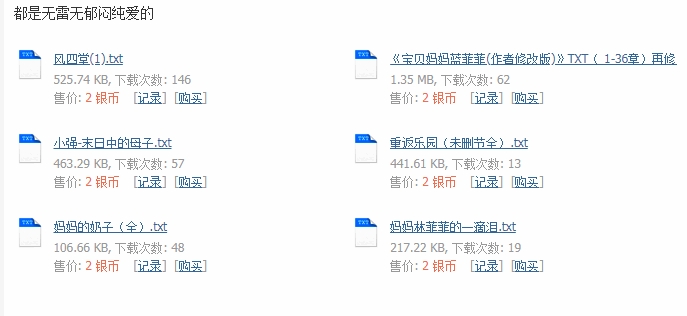 都是无雷无郁闷纯爱的
风四堂(1).txt
525.74 KB, 下载次数: 146
售价: 2 银币 [记录] [购买]
《宝贝妈妈蓝菲菲(作者修改版)》TXT（ 1-36章）再修
1.35 MB, 下载次数: 62
售价: 2 银币 [记录] [购买]
小强-末日中的母子.txt
463.29 KB, 下载次数: 57
售价: 2 银币 [记录] [购买]
重返乐园（未删节全）.txt
441.61 KB, 下载次数: 13
售价: 2 银币 [记录] [购买]
妈妈的奶子（全）.txt
106.66 KB, 下载次数: 48
售价: 2 银币 [记录] [购买]
妈妈林菲菲的一滴泪.txt
217.22 KB, 下载次数: 19
售价: 2 银币 [记录] [购买]